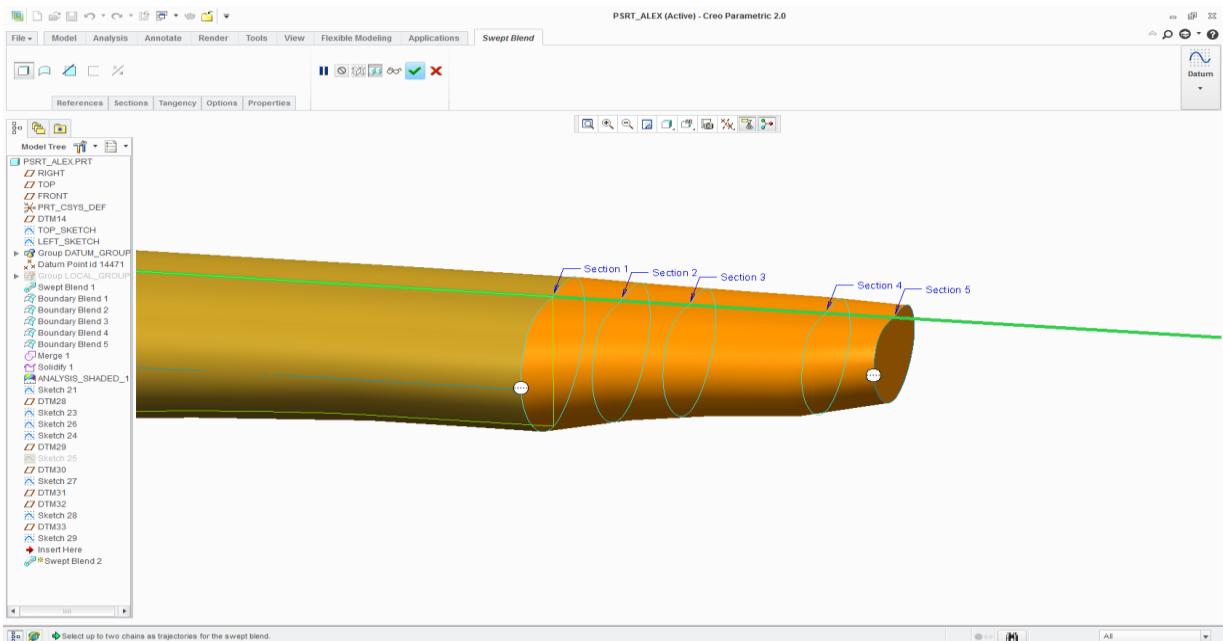 PSRT_ALEX (Active) - Creo Parametric 2.0
File Model Analysis Annotate Render Tools View Flexible Modeling Applications Swept Blend
Datum
References Sections Tangency Options Properties
Model Tree
PSRT_ALEX.PRT
RIGHT
TOP
FRONT
PRT_CSYS_DEF
DTM14
TOP_SKETCH
LEFT_SKETCH
Group DATUM_GROUP
Datum Point id 14471
Group LOCAL_GROUP
Swept Blend 1
Boundary Blend 1
Boundary Blend 2
Boundary Blend 3
Boundary Blend 4
Boundary Blend 5
Merge 1
Solidify 1
ANALYSIS_SHADED_1
Sketch 21
DTM28
Sketch 23
Sketch 26
Sketch 24
DTM29
Sketch 25
DTM30
Sketch 27
DTM31
DTM32
Sketch 28
DTM33
Sketch 29
Insert Here
Swept Blend 2
Section 1
Section 2
Section 3
Section 4
Section 5
Select up to two chains as trajectories for the swept blend.
All